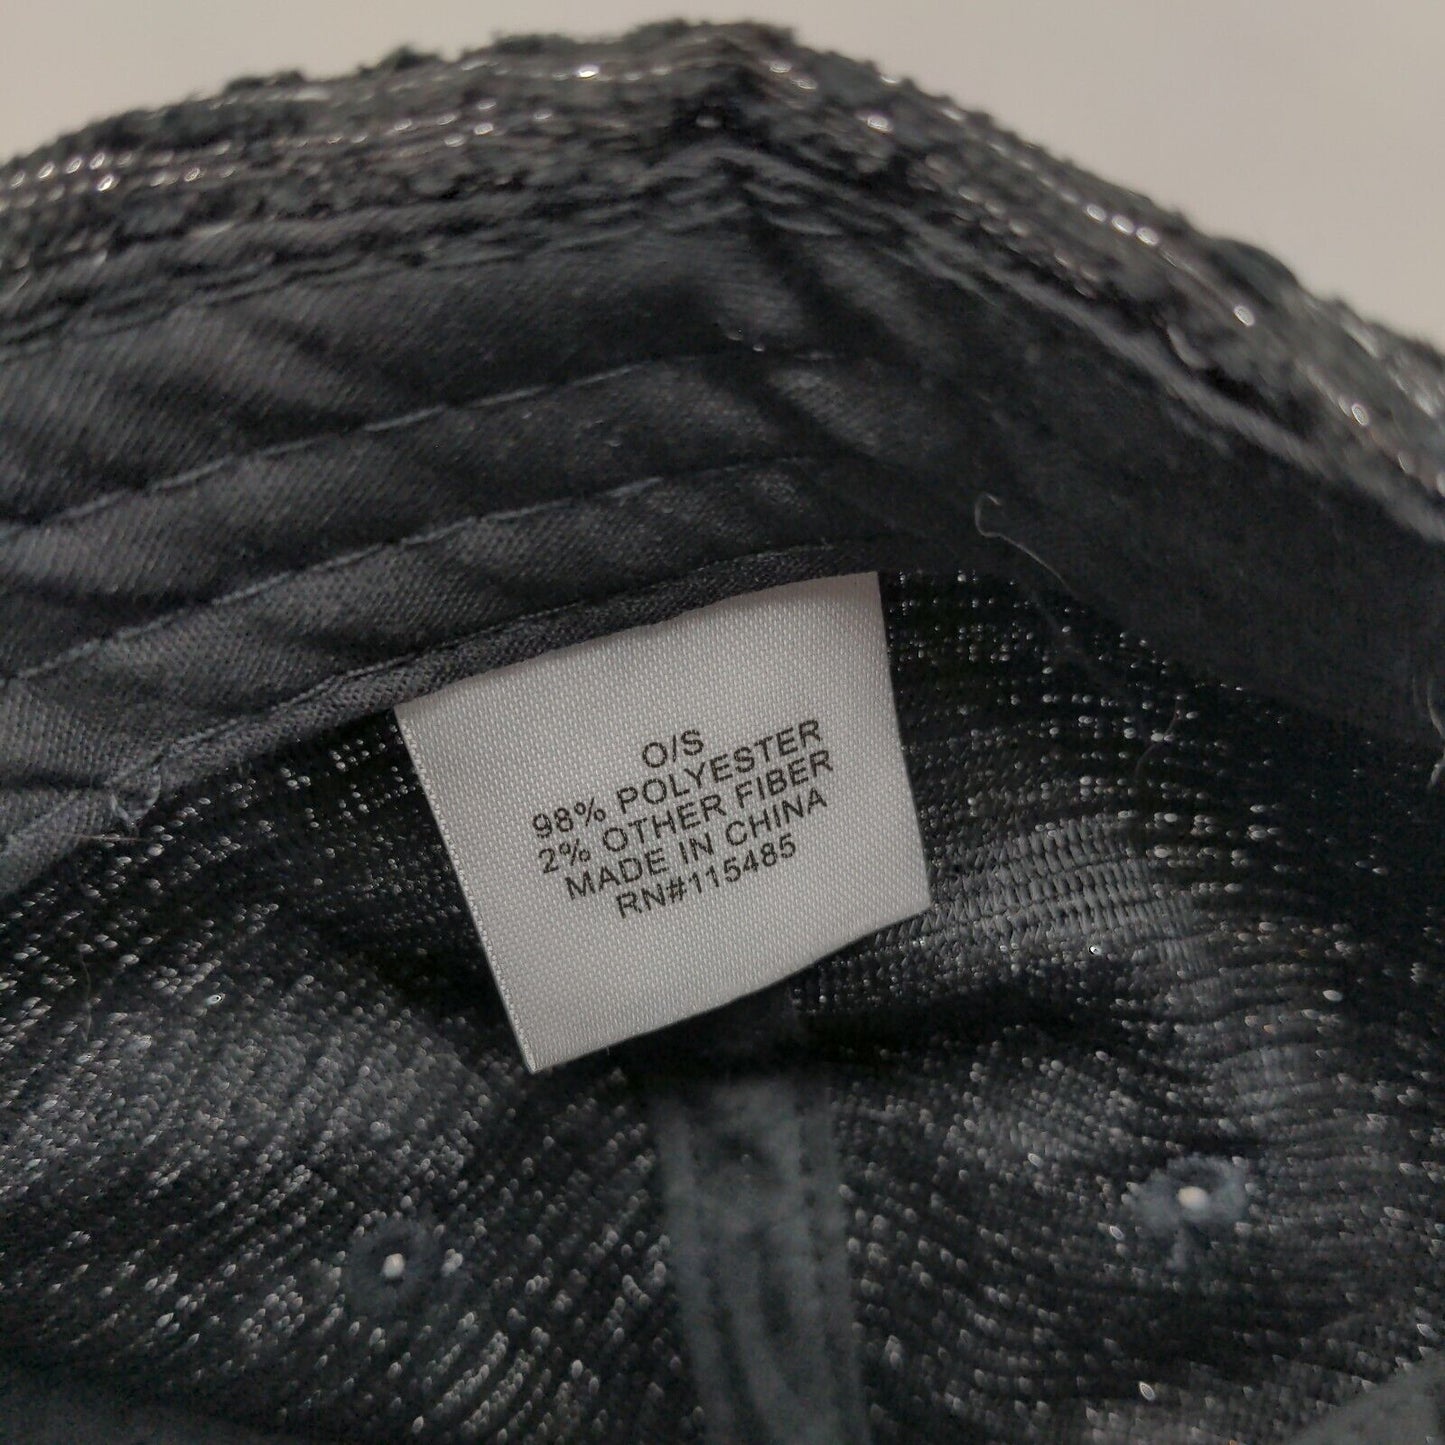 O/S
98% POLYESTER
2% OTHER FIBER
MADE IN CHINA
RN#115485